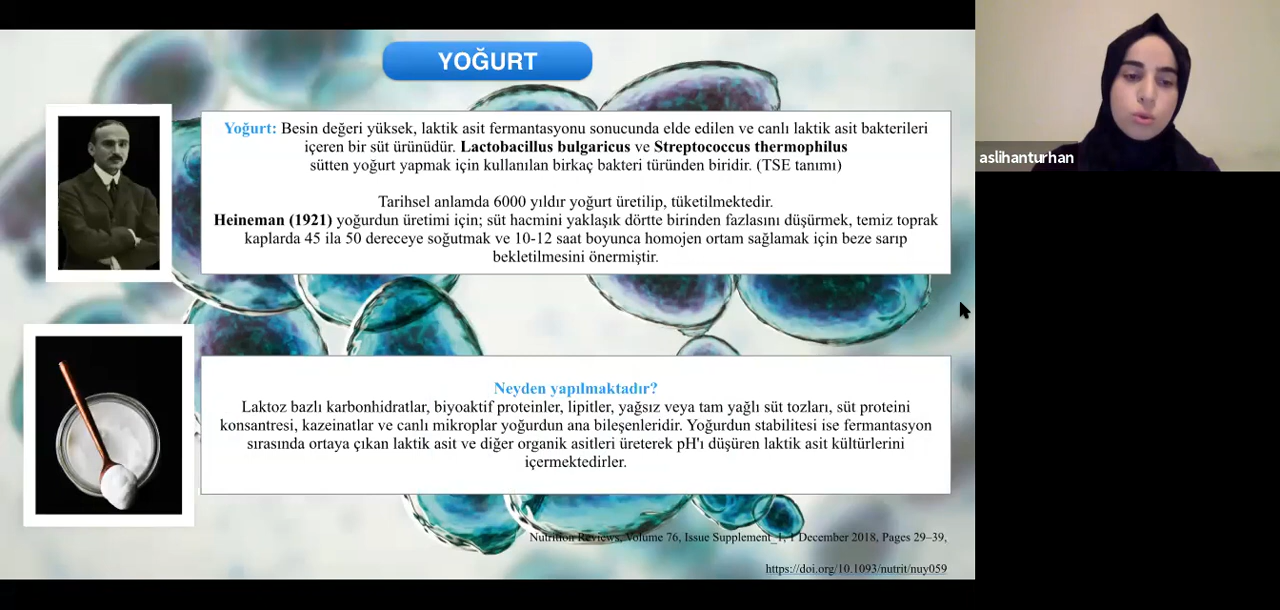 YOĞURT
Yoğurt: Besin değeri yüksek, laktik asit fermantasyonu sonucunda elde edilen ve canlı laktik asit bakterileri
içeren bir süt ürünüdür. Lactobacillus bulgaricus ve Streptococcus thermophilus
sütten yoğurt yapmak için kullanılan birkaç bakteri türünden biridir. (TSE tanımı)
Tarihsel anlamda 6000 yıldır yoğurt üretilip, tüketilmektedir.
Heineman (1921) yoğurdun üretimi için; süt hacmini yaklaşık dörtte birinden fazlasını düşürmek, temiz toprak
kaplarda 45 ila 50 dereceye soğutmak ve 10-12 saat boyunca homojen ortam sağlamak için beze sarıp
bekletilmesini önermiştir.
aslihanturhan
Neyden yapılmaktadır?
Laktoz bazlı karbonhidratlar, biyoaktif proteinler, lipitler, yağsız veya tam yağlı süt tozları, süt proteini
konsantresi, kazeinatlar ve canlı mikroplar yoğurdun ana bileşenleridir. Yoğurdun stabilitesi ise fermantasyon
sırasında ortaya çıkan laktik asit ve diğer organik asitleri üreterek pH'ı düşüren laktik asit kültürlerini
içermektedirler.
Nutrition Reviews, Volume 76, Issue Supplement_1, 1 December 2018, Pages 29–39,
https://doi.org/10.1093/nutrit/nuy059